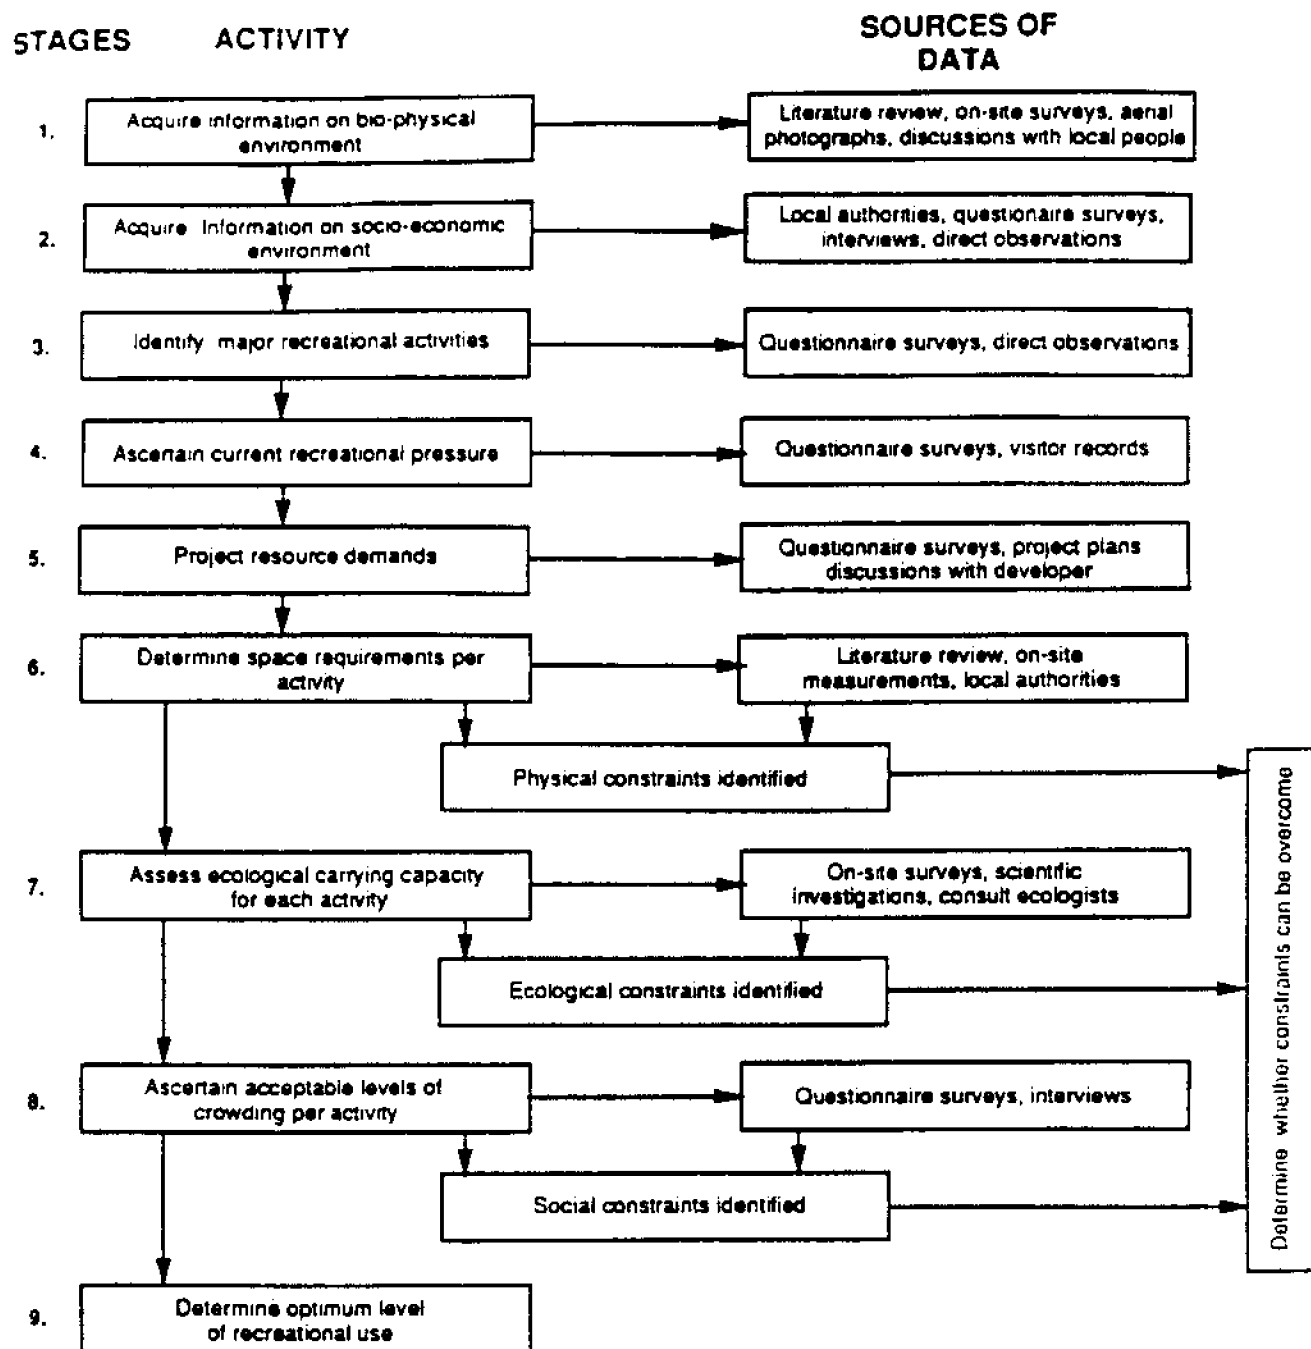 STAGES ACTIVITY
SOURCES OF
DATA
1.
Acquire information on bio-physical
environment
Literature review, on-site surveys, aerial
photographs, discussions with local people
2.
Acquire Information on socio-economic
environment
Local authorities, questionaire surveys,
interviews, direct observations
3.
Identify major recreational activities
Questionnaire surveys, direct observations
4.
Ascertain current recreational pressure
Questionnaire surveys, visitor records
5.
Project resource demands
Questionnaire surveys, project plans
discussions with developer
6.
Determine space requirements per
activity
Literature review, on-site
measurements, local authorities
Physical constraints identified
7.
Assess ecological carrying capacity
for each activity
On-site surveys, scientific
investigations, consult ecologists
Ecological constraints identified
8.
Ascertain acceptable levels of
crowding per activity
Questionnaire surveys, interviews
Social constraints identified
Determine whether constraints can be overcome
9.
Determine optimum level
of recreational use